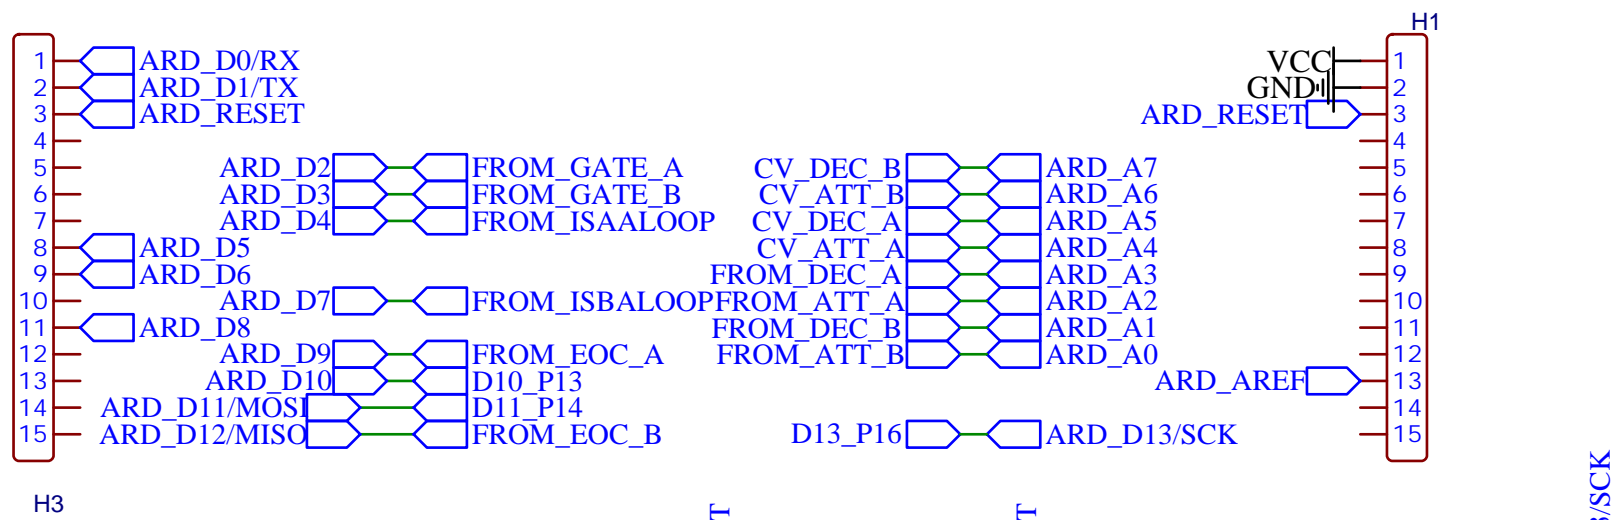 H1
1 ARD_D0/RX VCC 1
2 ARD_D1/TX GND 2
3 ARD_RESET ARD_RESET 3
4 4
5 ARD_D2 FROM_GATE_A CV_DEC_B ARD_A7 5
6 ARD_D3 FROM_GATE_B CV_ATT_B ARD_A6 6
7 ARD_D4 FROM_ISAALOOP CV_DEC_A ARD_A5 7
8 ARD_D5 CV_ATT_A ARD_A4 8
9 ARD_D6 FROM_DEC_A ARD_A3 9
10 ARD_D7 FROM_ISBALOOP FROM_ATT_A ARD_A2 10
11 ARD_D8 FROM_DEC_B ARD_A1 11
12 ARD_D9 FROM_EOC_A FROM_ATT_B ARD_A0 12
13 ARD_D10 D10_P13 ARD_AREF 13
14 ARD_D11/MOSI D11_P14 14
15 ARD_D12/MISO FROM_EOC_B D13_P16 ARD_D13/SCK 15
H3
T
T
/SCK